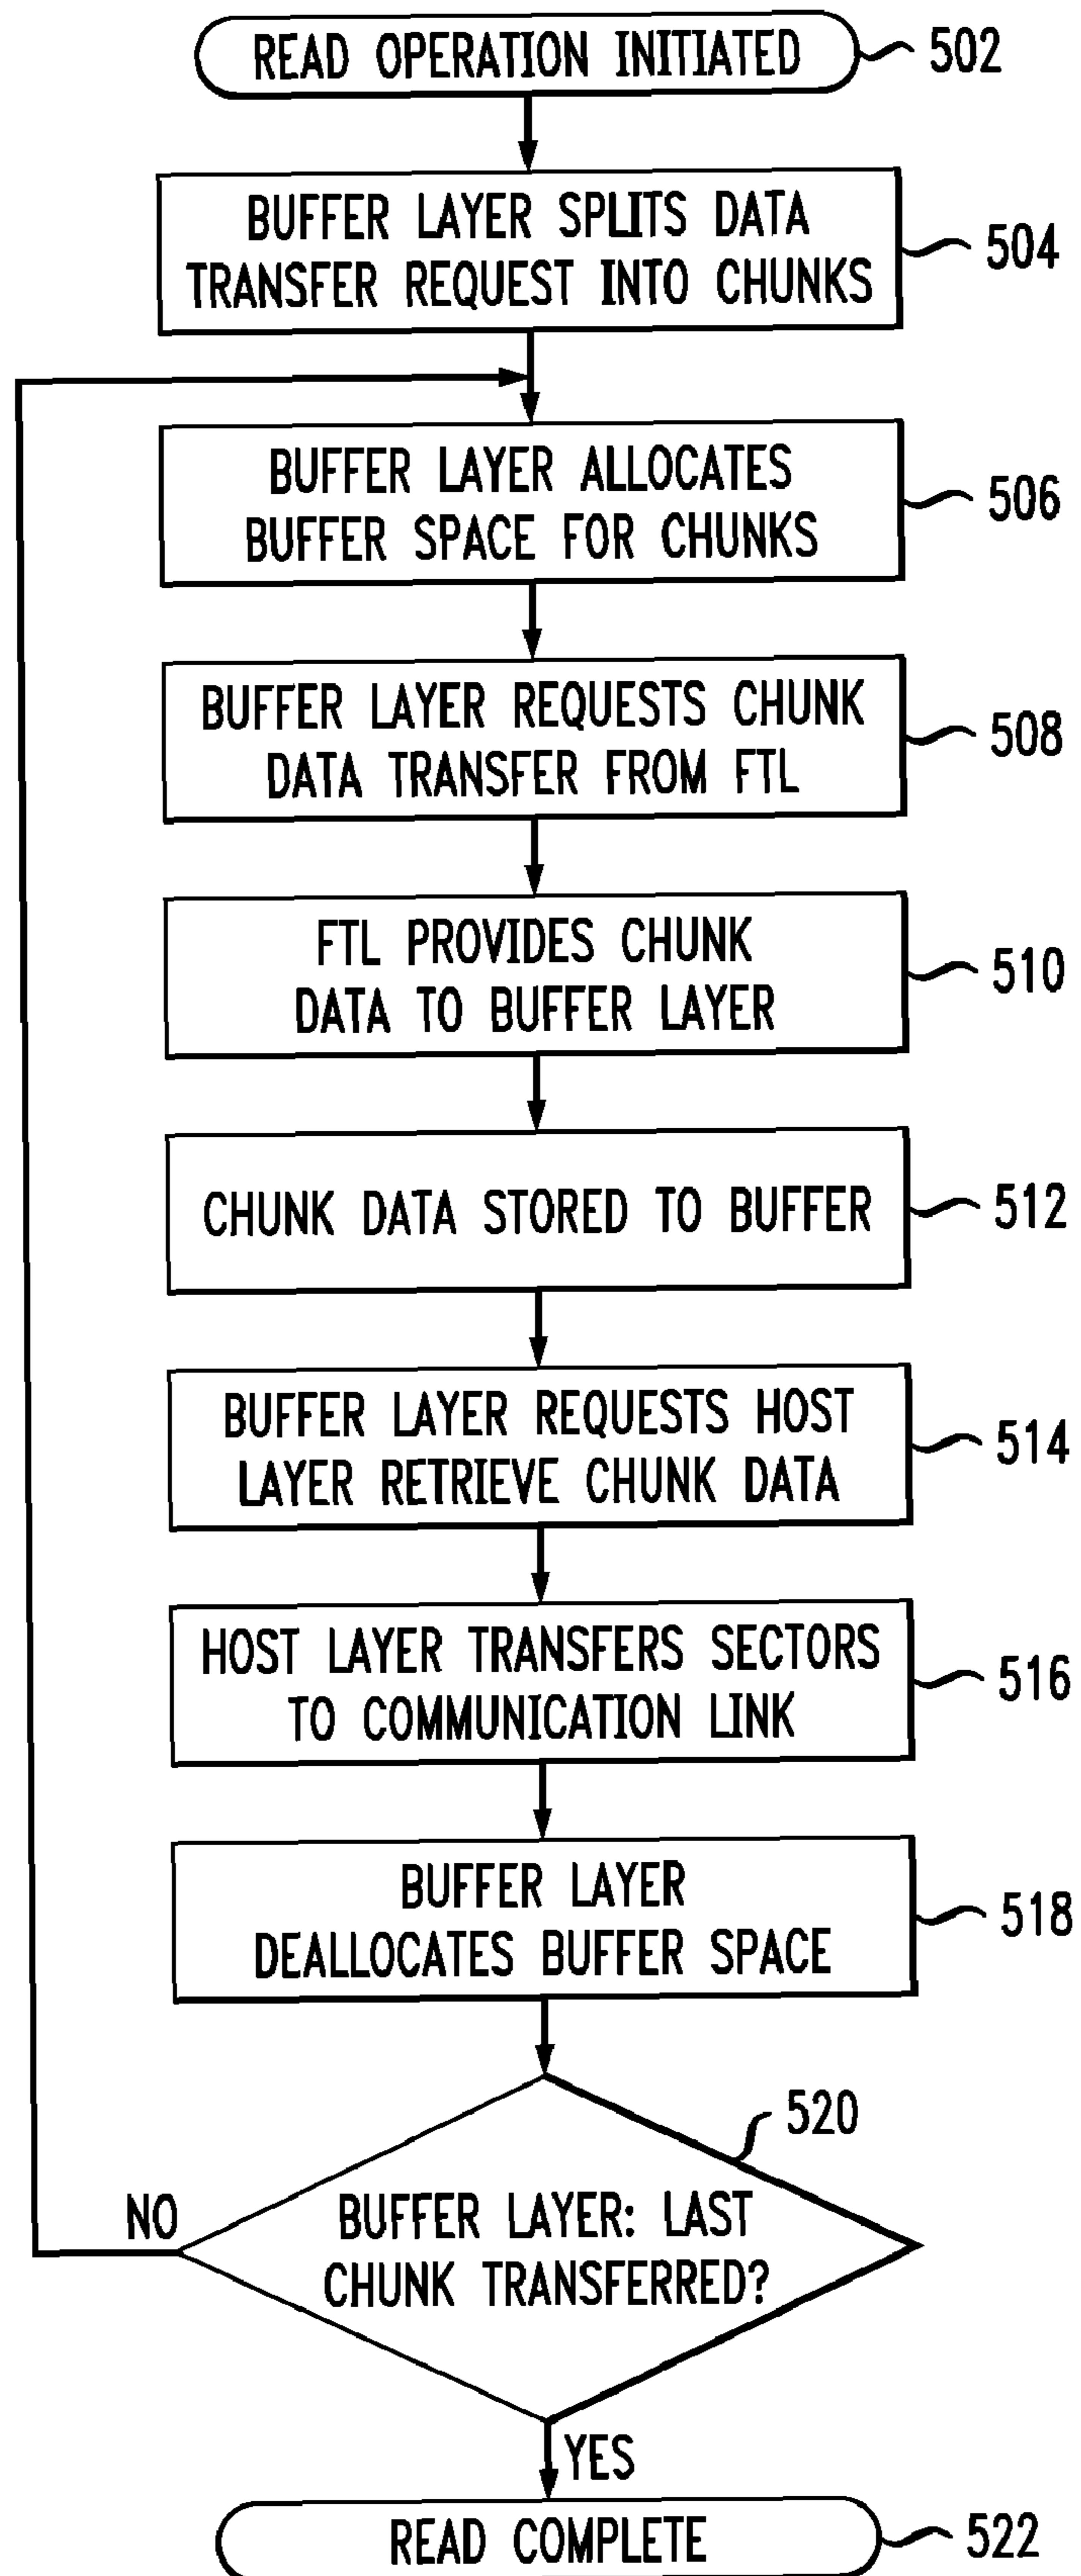 READ OPERATION INITIATED
502
BUFFER LAYER SPLITS DATA
TRANSFER REQUEST INTO CHUNKS
504
BUFFER LAYER ALLOCATES
BUFFER SPACE FOR CHUNKS
506
BUFFER LAYER REQUESTS CHUNK
DATA TRANSFER FROM FTL
508
FTL PROVIDES CHUNK
DATA TO BUFFER LAYER
510
CHUNK DATA STORED TO BUFFER
512
BUFFER LAYER REQUESTS HOST
LAYER RETRIEVE CHUNK DATA
514
HOST LAYER TRANSFERS SECTORS
TO COMMUNICATION LINK
516
BUFFER LAYER
DEALLOCATES BUFFER SPACE
518
520
NO
BUFFER LAYER: LAST
CHUNK TRANSFERRED?
YES
READ COMPLETE
522